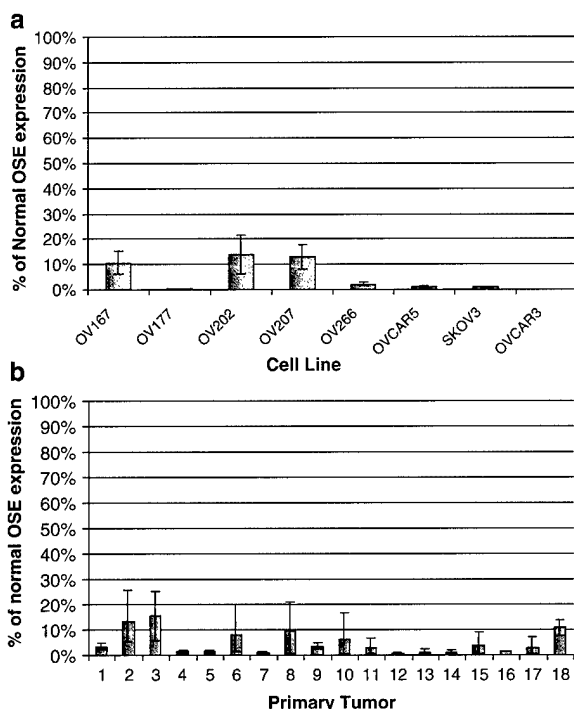 a
% of Normal OSE expression
100%
90%
80%
70%
60%
50%
40%
30%
20%
10%
0%
OV167
OV177
OV202
OV207
OV266
OVCAR5
SKOV3
OVCAR3
Cell Line
b
% of normal OSE expression
100%
90%
80%
70%
60%
50%
40%
30%
20%
10%
0%
1 2 3 4 5 6 7 8 9 10 11 12 13 14 15 16 17 18
Primary Tumor